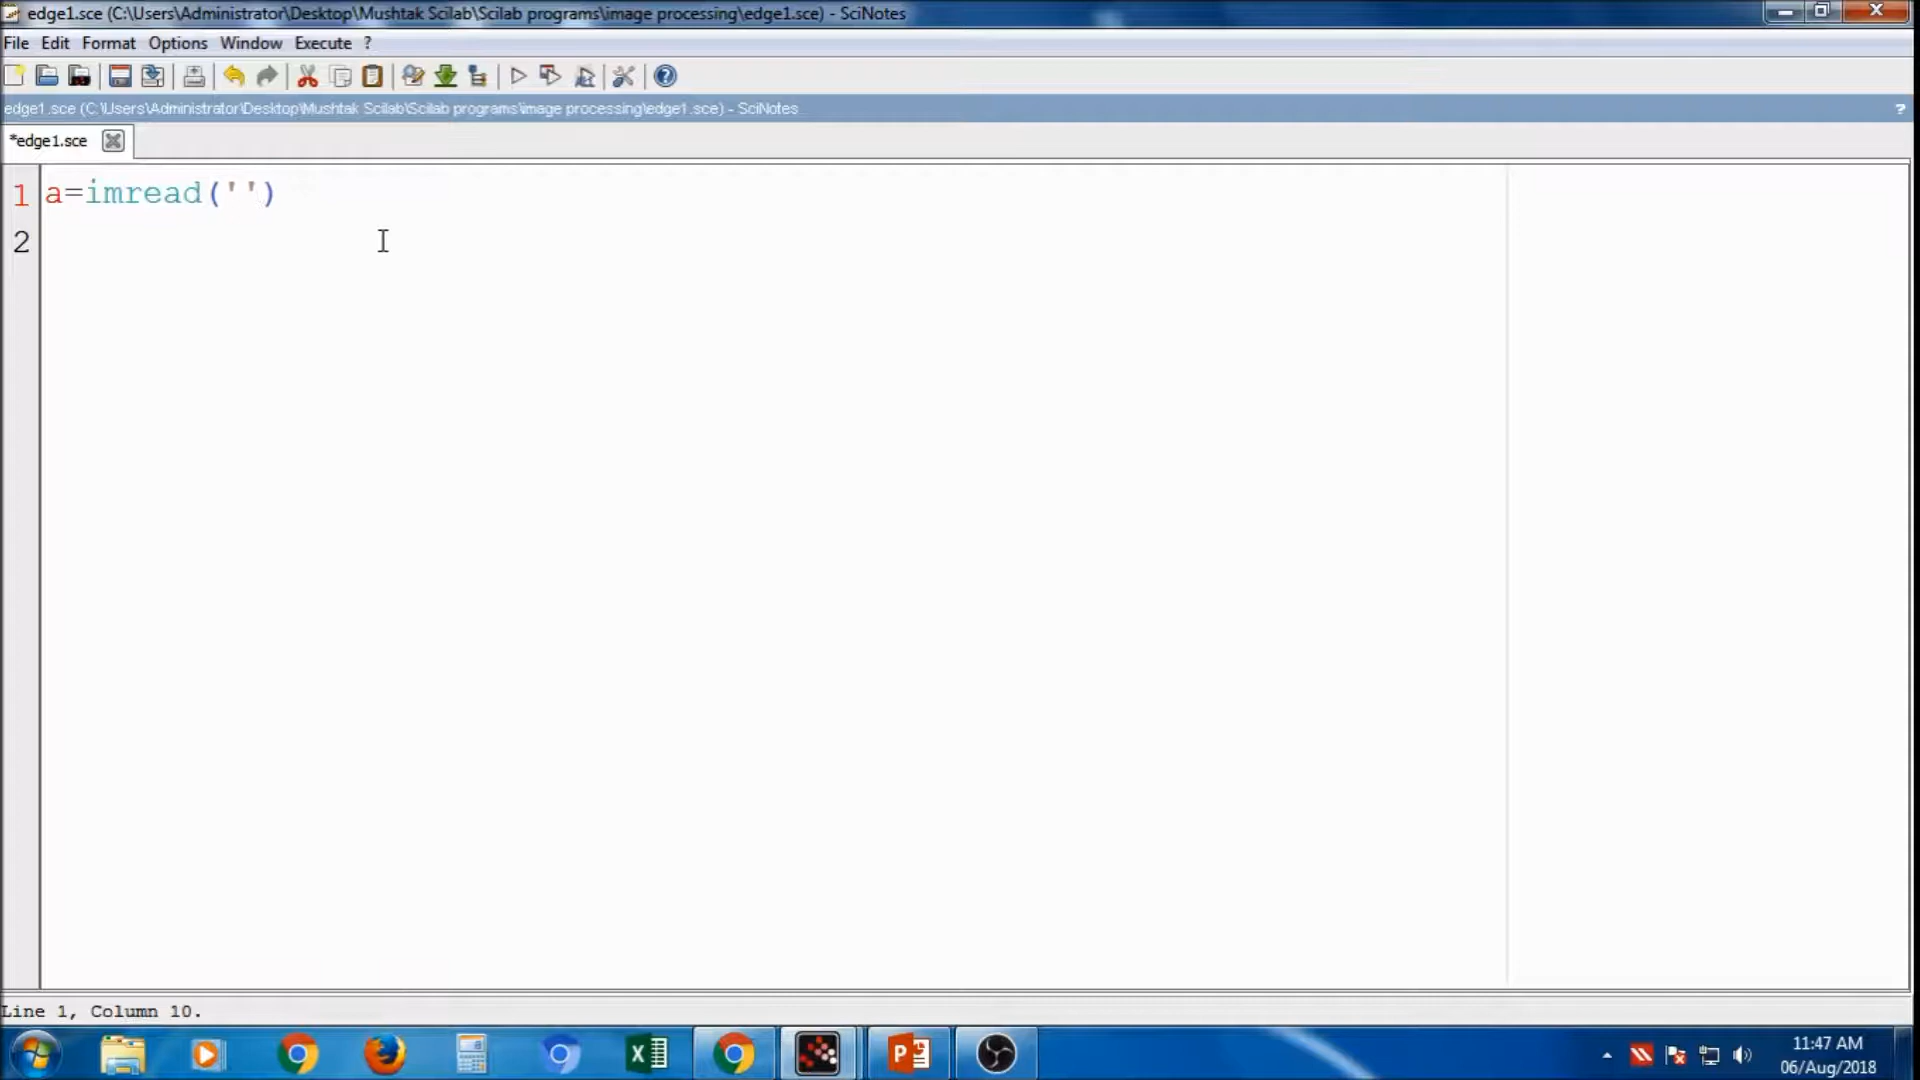 edge1.sce (C:\Users\Administrator\Desktop\Mushtak Scilab\Scilab programs\image processing\edge1.sce) - SciNotes
File Edit Format Options Window Execute ?
edge1.sce (C:\Users\Administrator\Desktop\Mushtak Scilab\Scilab programs\image processing\edge1.sce) - SciNotes ?
*edge1.sce
1 a=imread('')
2
Line 1, Column 10.
11:47 AM
06/Aug/2018